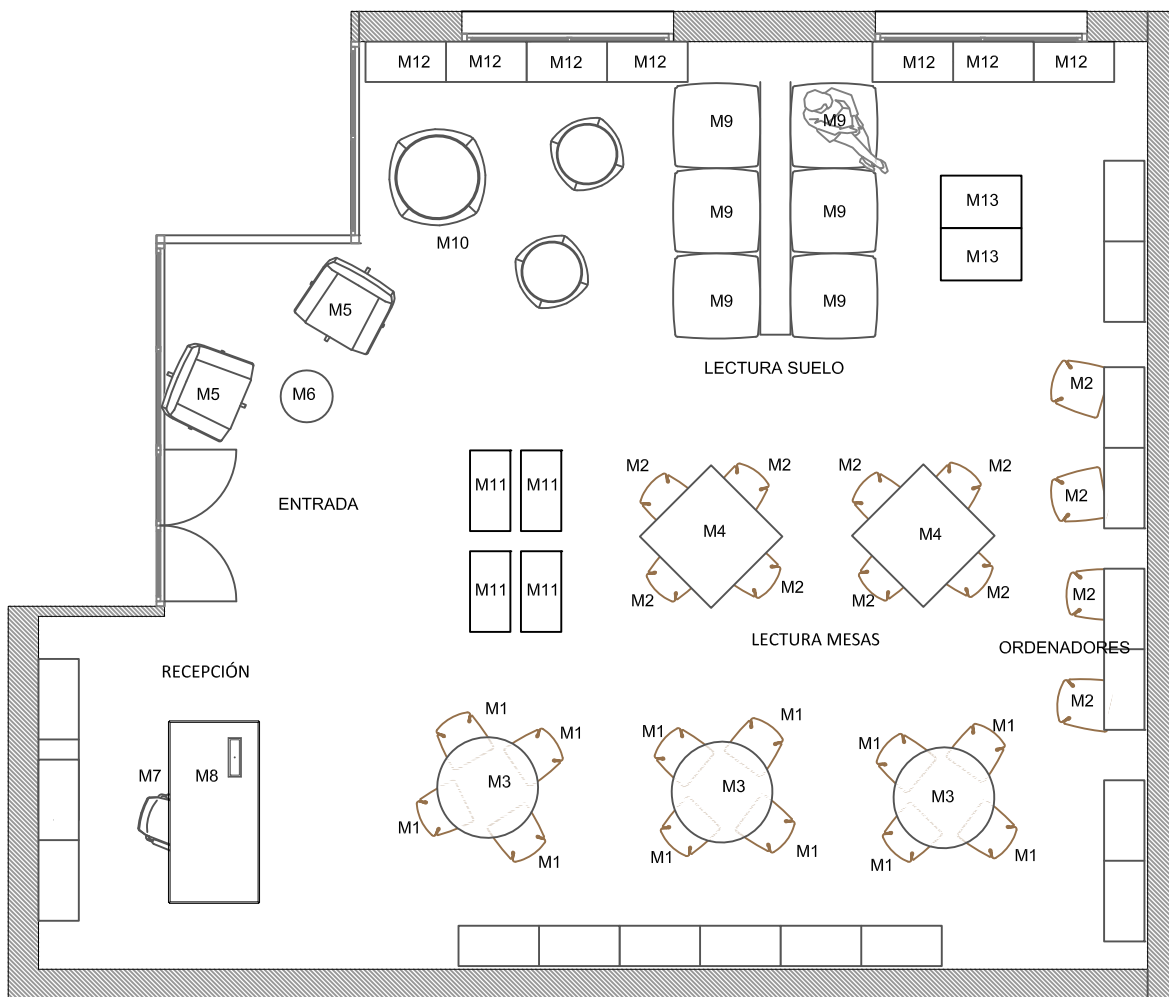 M12 M12 M12 M12 M12 M12 M12
M9 M9
M13
M9 M9
M10
M13
M9 M9
M5
LECTURA SUELO
M2
M5 M6
M2 M2 M2 M2
M11 M11
M2
ENTRADA
M4 M4
M11 M11
M2 M2 M2 M2
M2
LECTURA MESAS
ORDENADORES
RECEPCIÓN
M2
M1 M1
M1 M1 M1 M1
M7 M8
M3 M3 M3
M1
M1 M1 M1 M1 M1